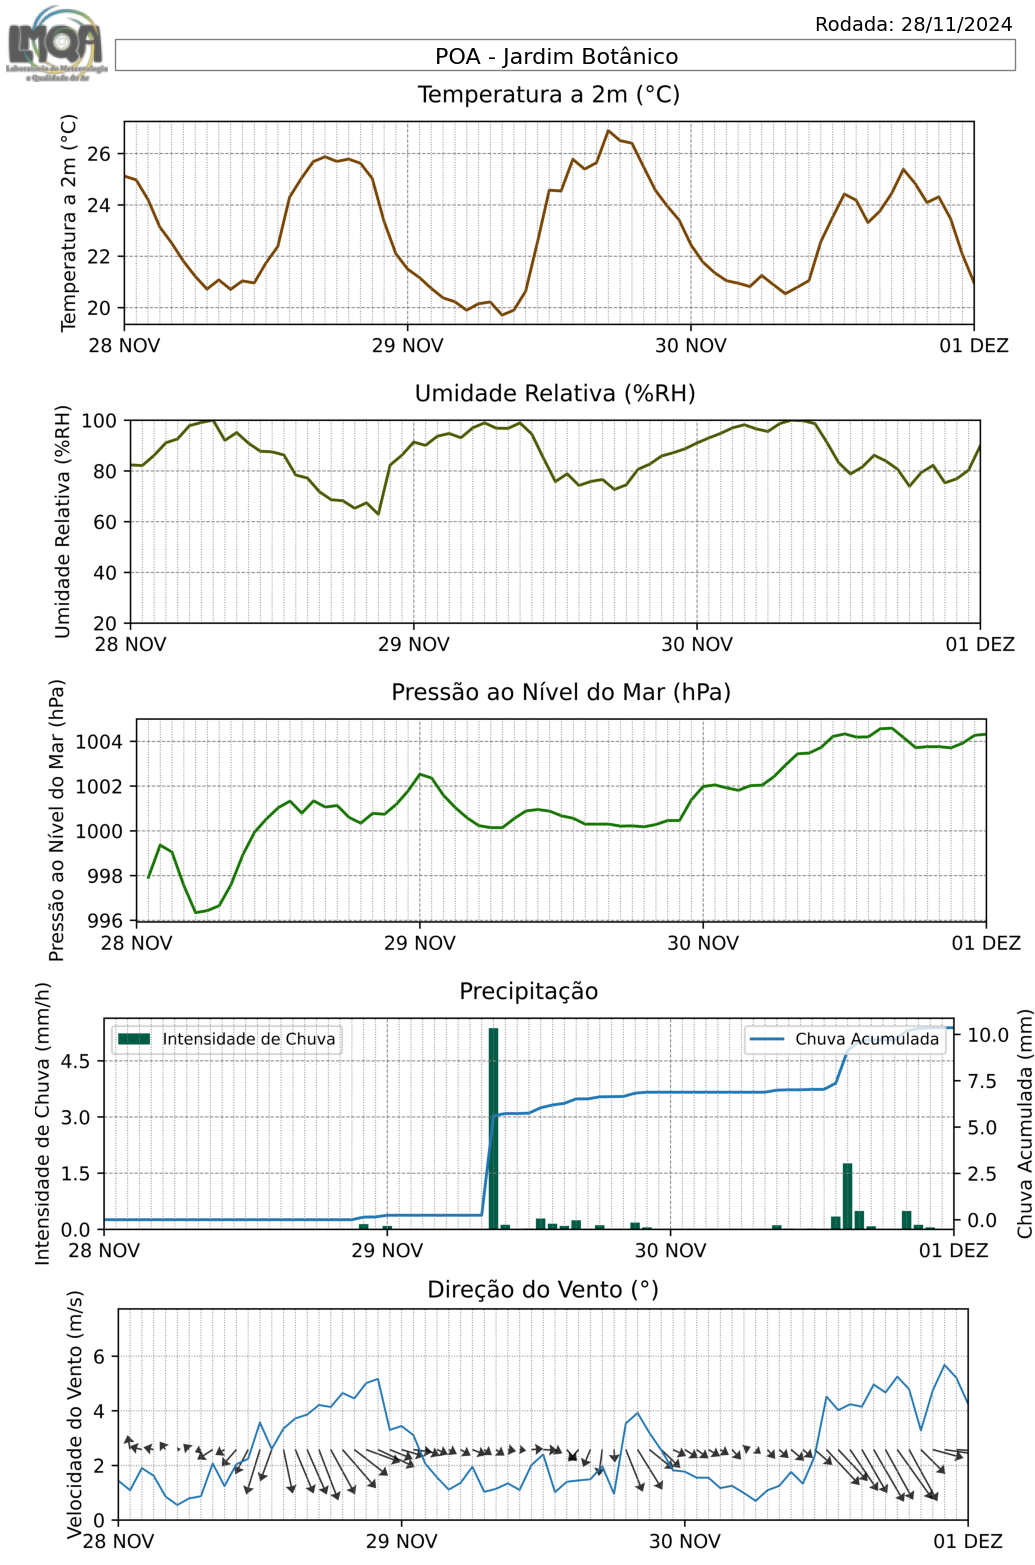 LMQA
Laboratório de Meteorologia
e Qualidade do Ar
Rodada: 28/11/2024
POA - Jardim Botânico
Temperatura a 2m (°C)
Temperatura a 2m (°C)
26
24
22
20
28 NOV 29 NOV 30 NOV 01 DEZ
Umidade Relativa (%RH)
Umidade Relativa (%RH)
100
80
60
40
20
28 NOV 29 NOV 30 NOV 01 DEZ
Pressão ao Nível do Mar (hPa)
Pressão ao Nível do Mar (hPa)
1004
1002
1000
998
996
28 NOV 29 NOV 30 NOV 01 DEZ
Precipitação
Intensidade de Chuva (mm/h)
Intensidade de Chuva
Chuva Acumulada
Chuva Acumulada (mm)
4.5
3.0
1.5
0.0
10.0
7.5
5.0
2.5
0.0
28 NOV 29 NOV 30 NOV 01 DEZ
Direção do Vento (°)
Velocidade do Vento (m/s)
6
4
2
0
28 NOV 29 NOV 30 NOV 01 DEZ